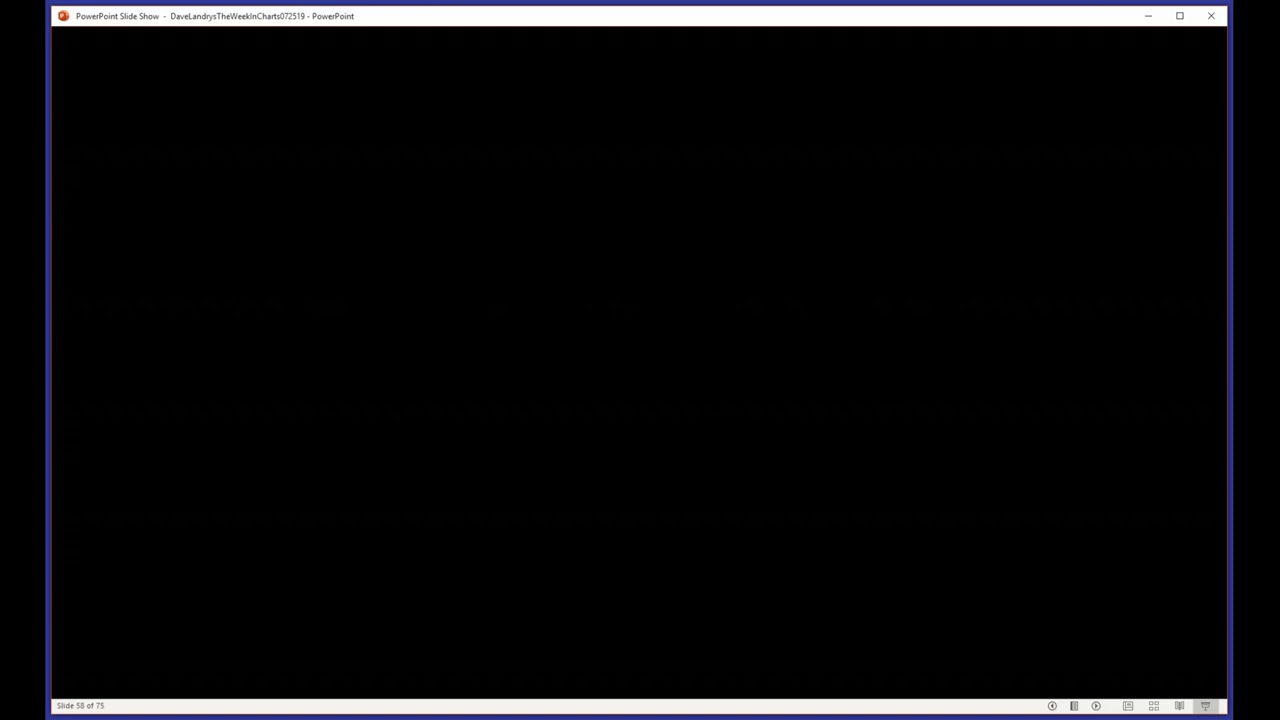 PowerPoint Slide Show - DaveLandrysTheWeekInCharts072519 - PowerPoint
Slide 58 of 75